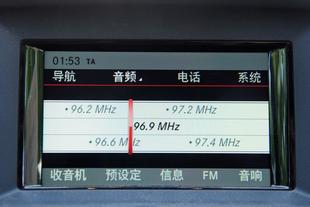 01:53 TA
导航 音频 电话 系统
• 96.2 MHz • 97.2 MHz
96.9 MHz
• 96.6 MHz • 97.4 MHz
收音机 预设定 信息 FM 音响